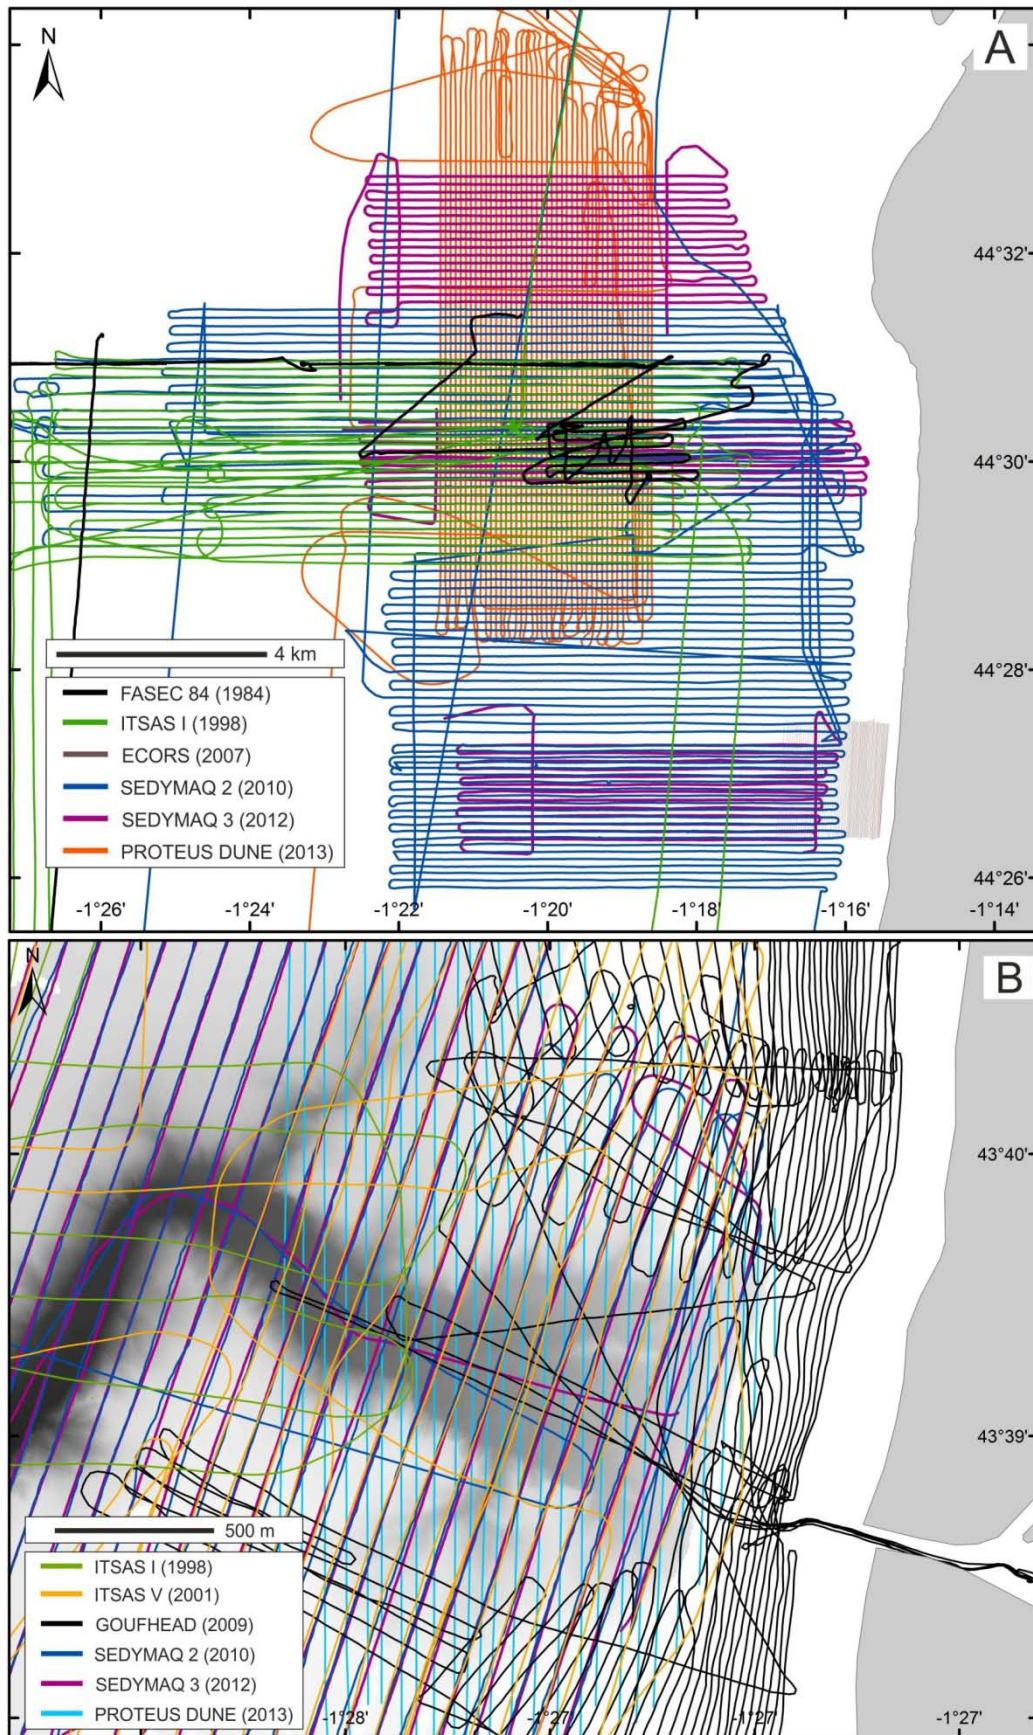 N
A
44°32'
44°30'
44°28'
44°26'
4 km
FASEC 84 (1984)
ITSAS I (1998)
ECORS (2007)
SEDYMAQ 2 (2010)
SEDYMAQ 3 (2012)
PROTEUS DUNE (2013)
-1°26' -1°24' -1°22' -1°20' -1°18' -1°16' -1°14'
N
B
43°40'
43°39'
500 m
ITSAS I (1998)
ITSAS V (2001)
GOUFHEAD (2009)
SEDYMAQ 2 (2010)
SEDYMAQ 3 (2012)
PROTEUS DUNE (2013)
-1°28' -1°27' -1°27' -1°27'